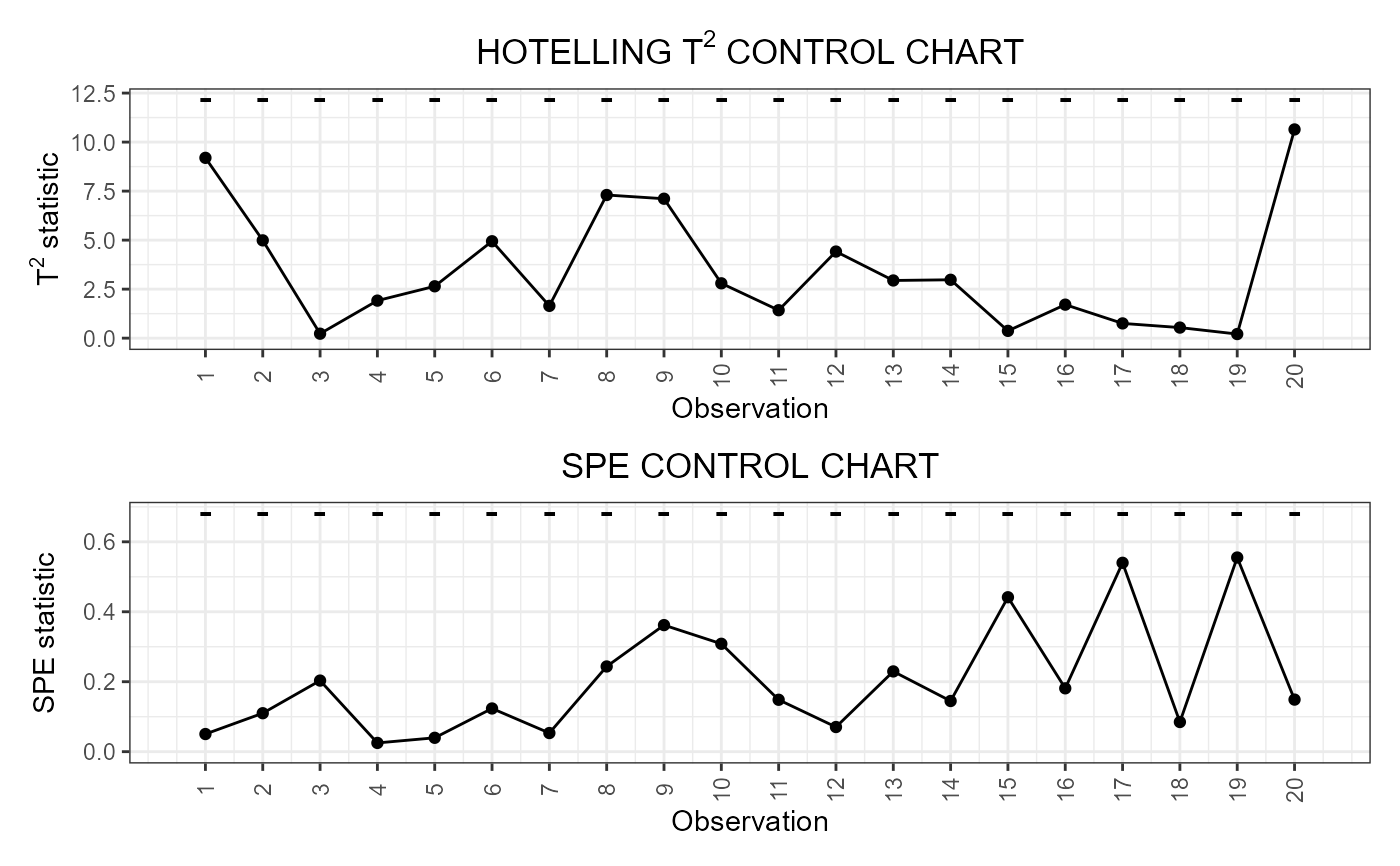 HOTELLING T² CONTROL CHART
12.5
10.0
7.5
5.0
2.5
0.0
T² statistic
1 2 3 4 5 6 7 8 9 10 11 12 13 14 15 16 17 18 19 20
Observation
SPE CONTROL CHART
0.6
0.4
0.2
0.0
SPE statistic
1 2 3 4 5 6 7 8 9 10 11 12 13 14 15 16 17 18 19 20
Observation